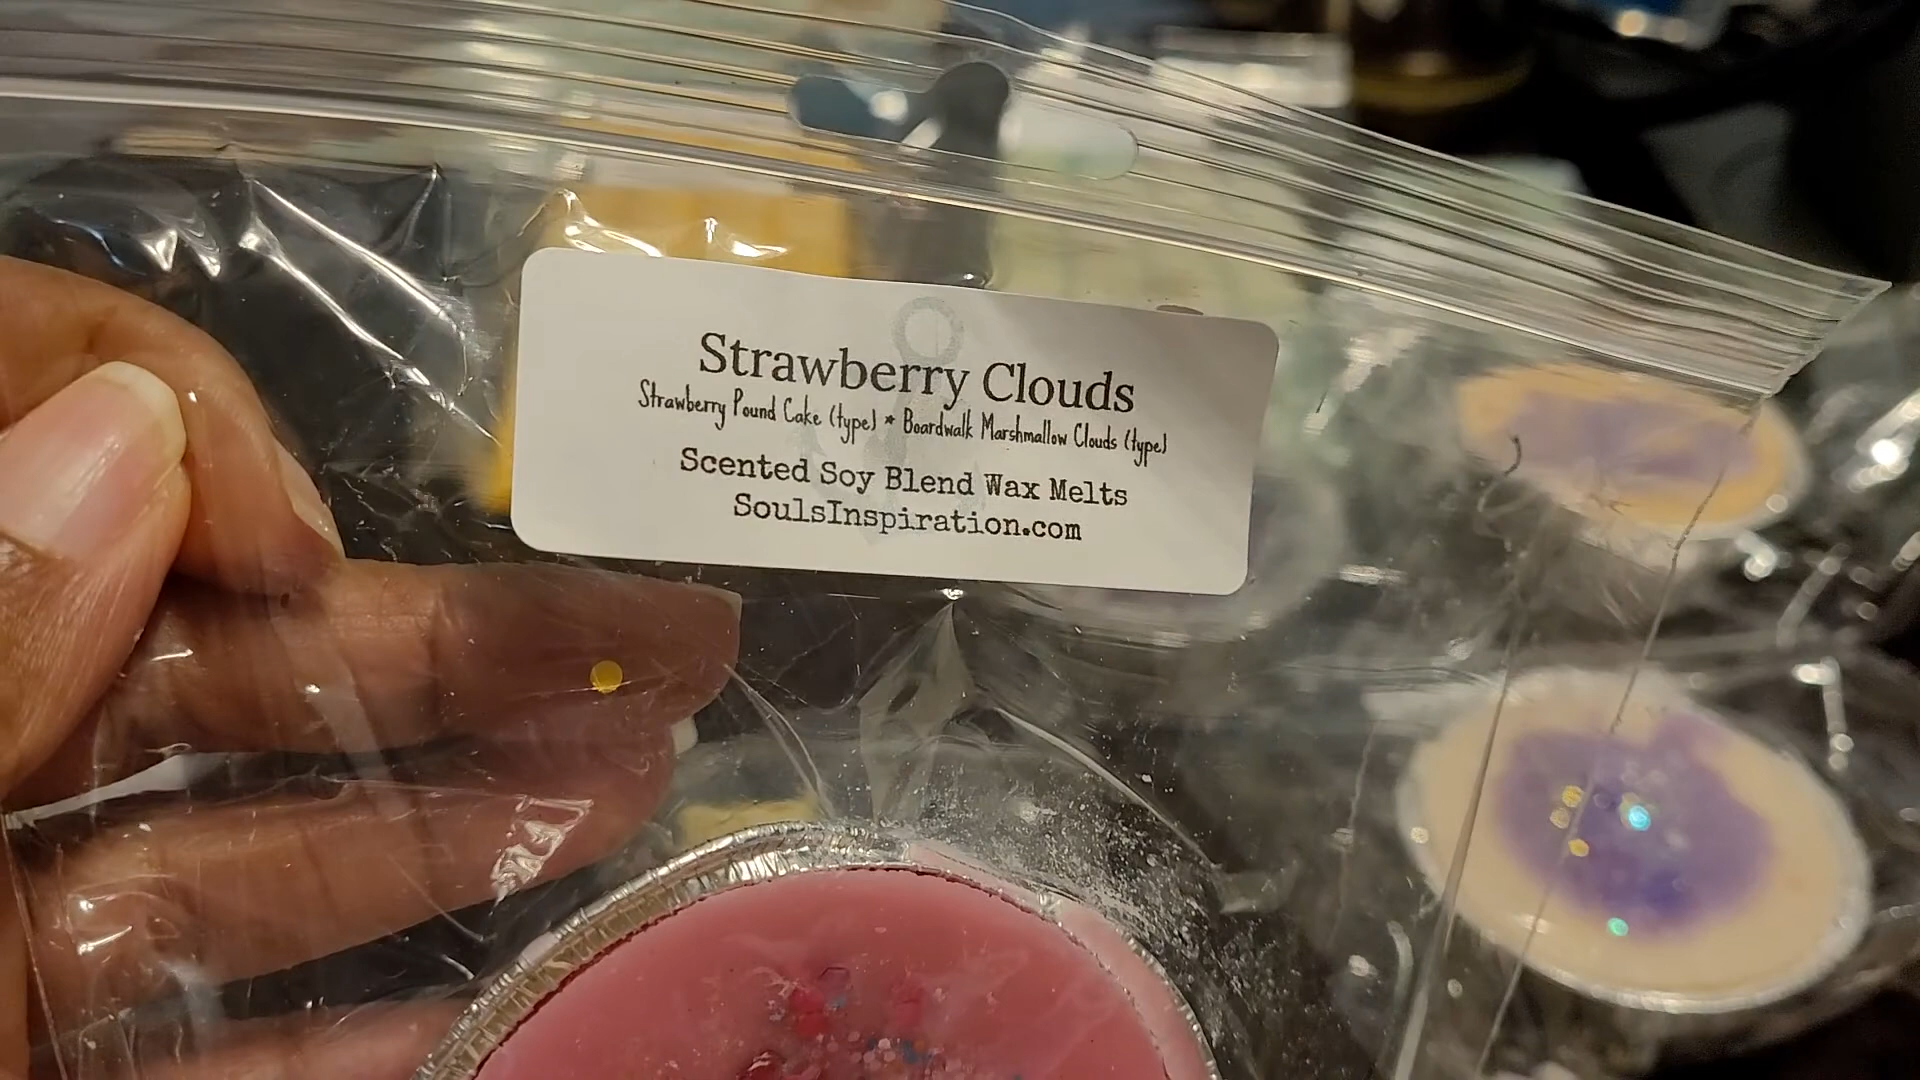 Strawberry Clouds
Strawberry Pound Cake (type) * Boardwalk Marshmallow Clouds (type)
Scented Soy Blend Wax Melts
SoulsInspiration.com